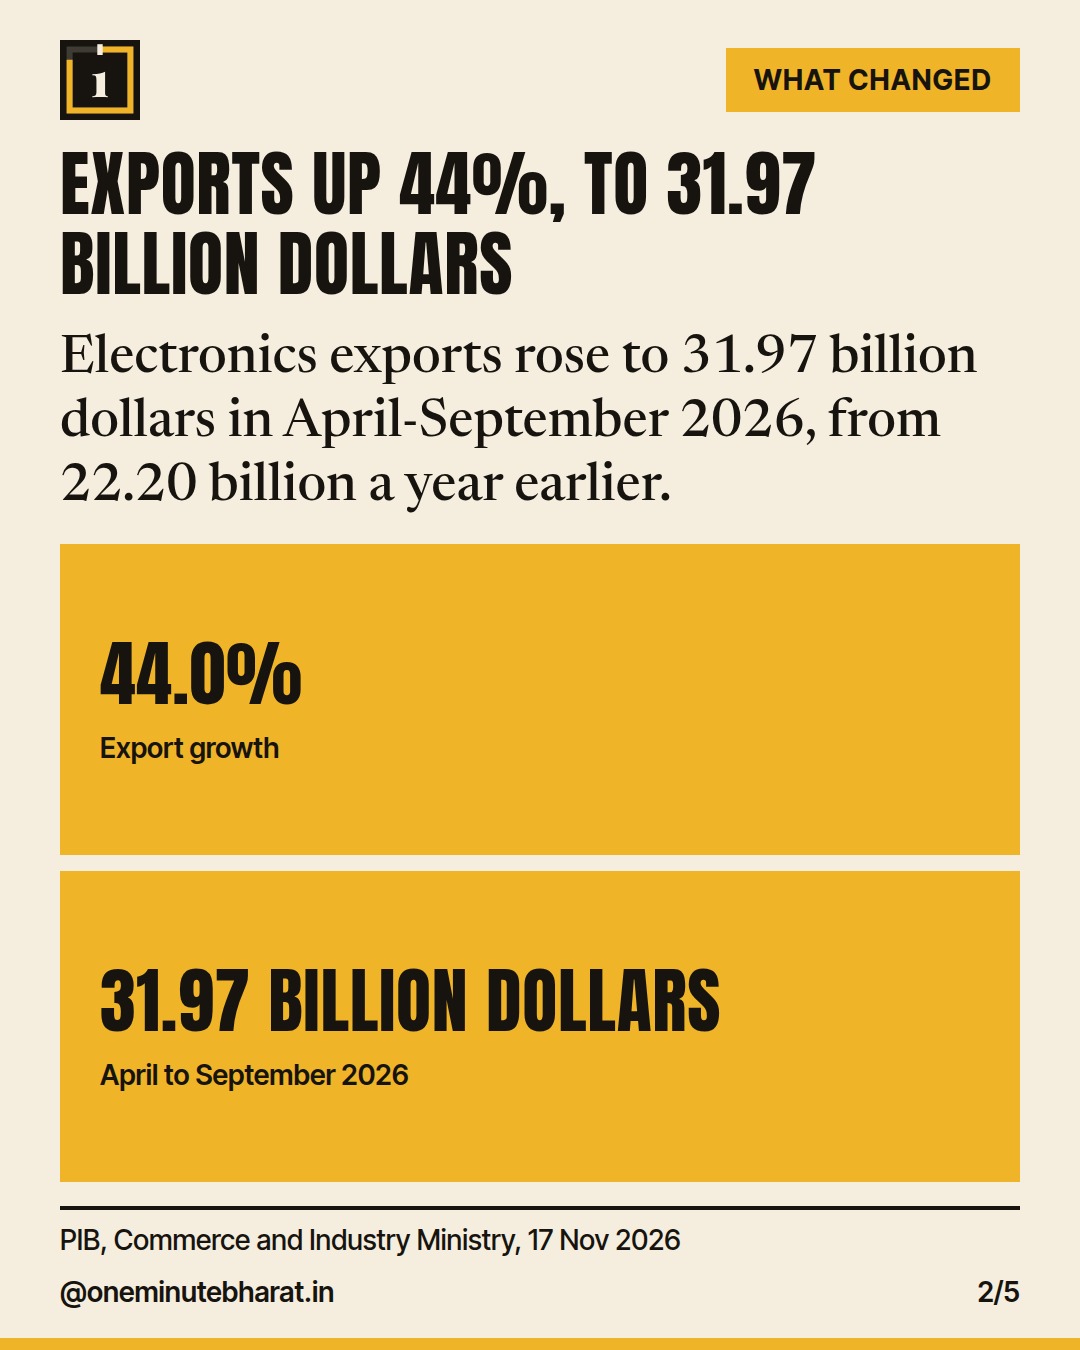 ı
WHAT CHANGED
EXPORTS UP 44%, TO 31.97
BILLION DOLLARS
Electronics exports rose to 31.97 billion
dollars in April-September 2026, from
22.20 billion a year earlier.
44.0%
Export growth
31.97 BILLION DOLLARS
April to September 2026
PIB, Commerce and Industry Ministry, 17 Nov 2026
@oneminutebharat.in
2/5